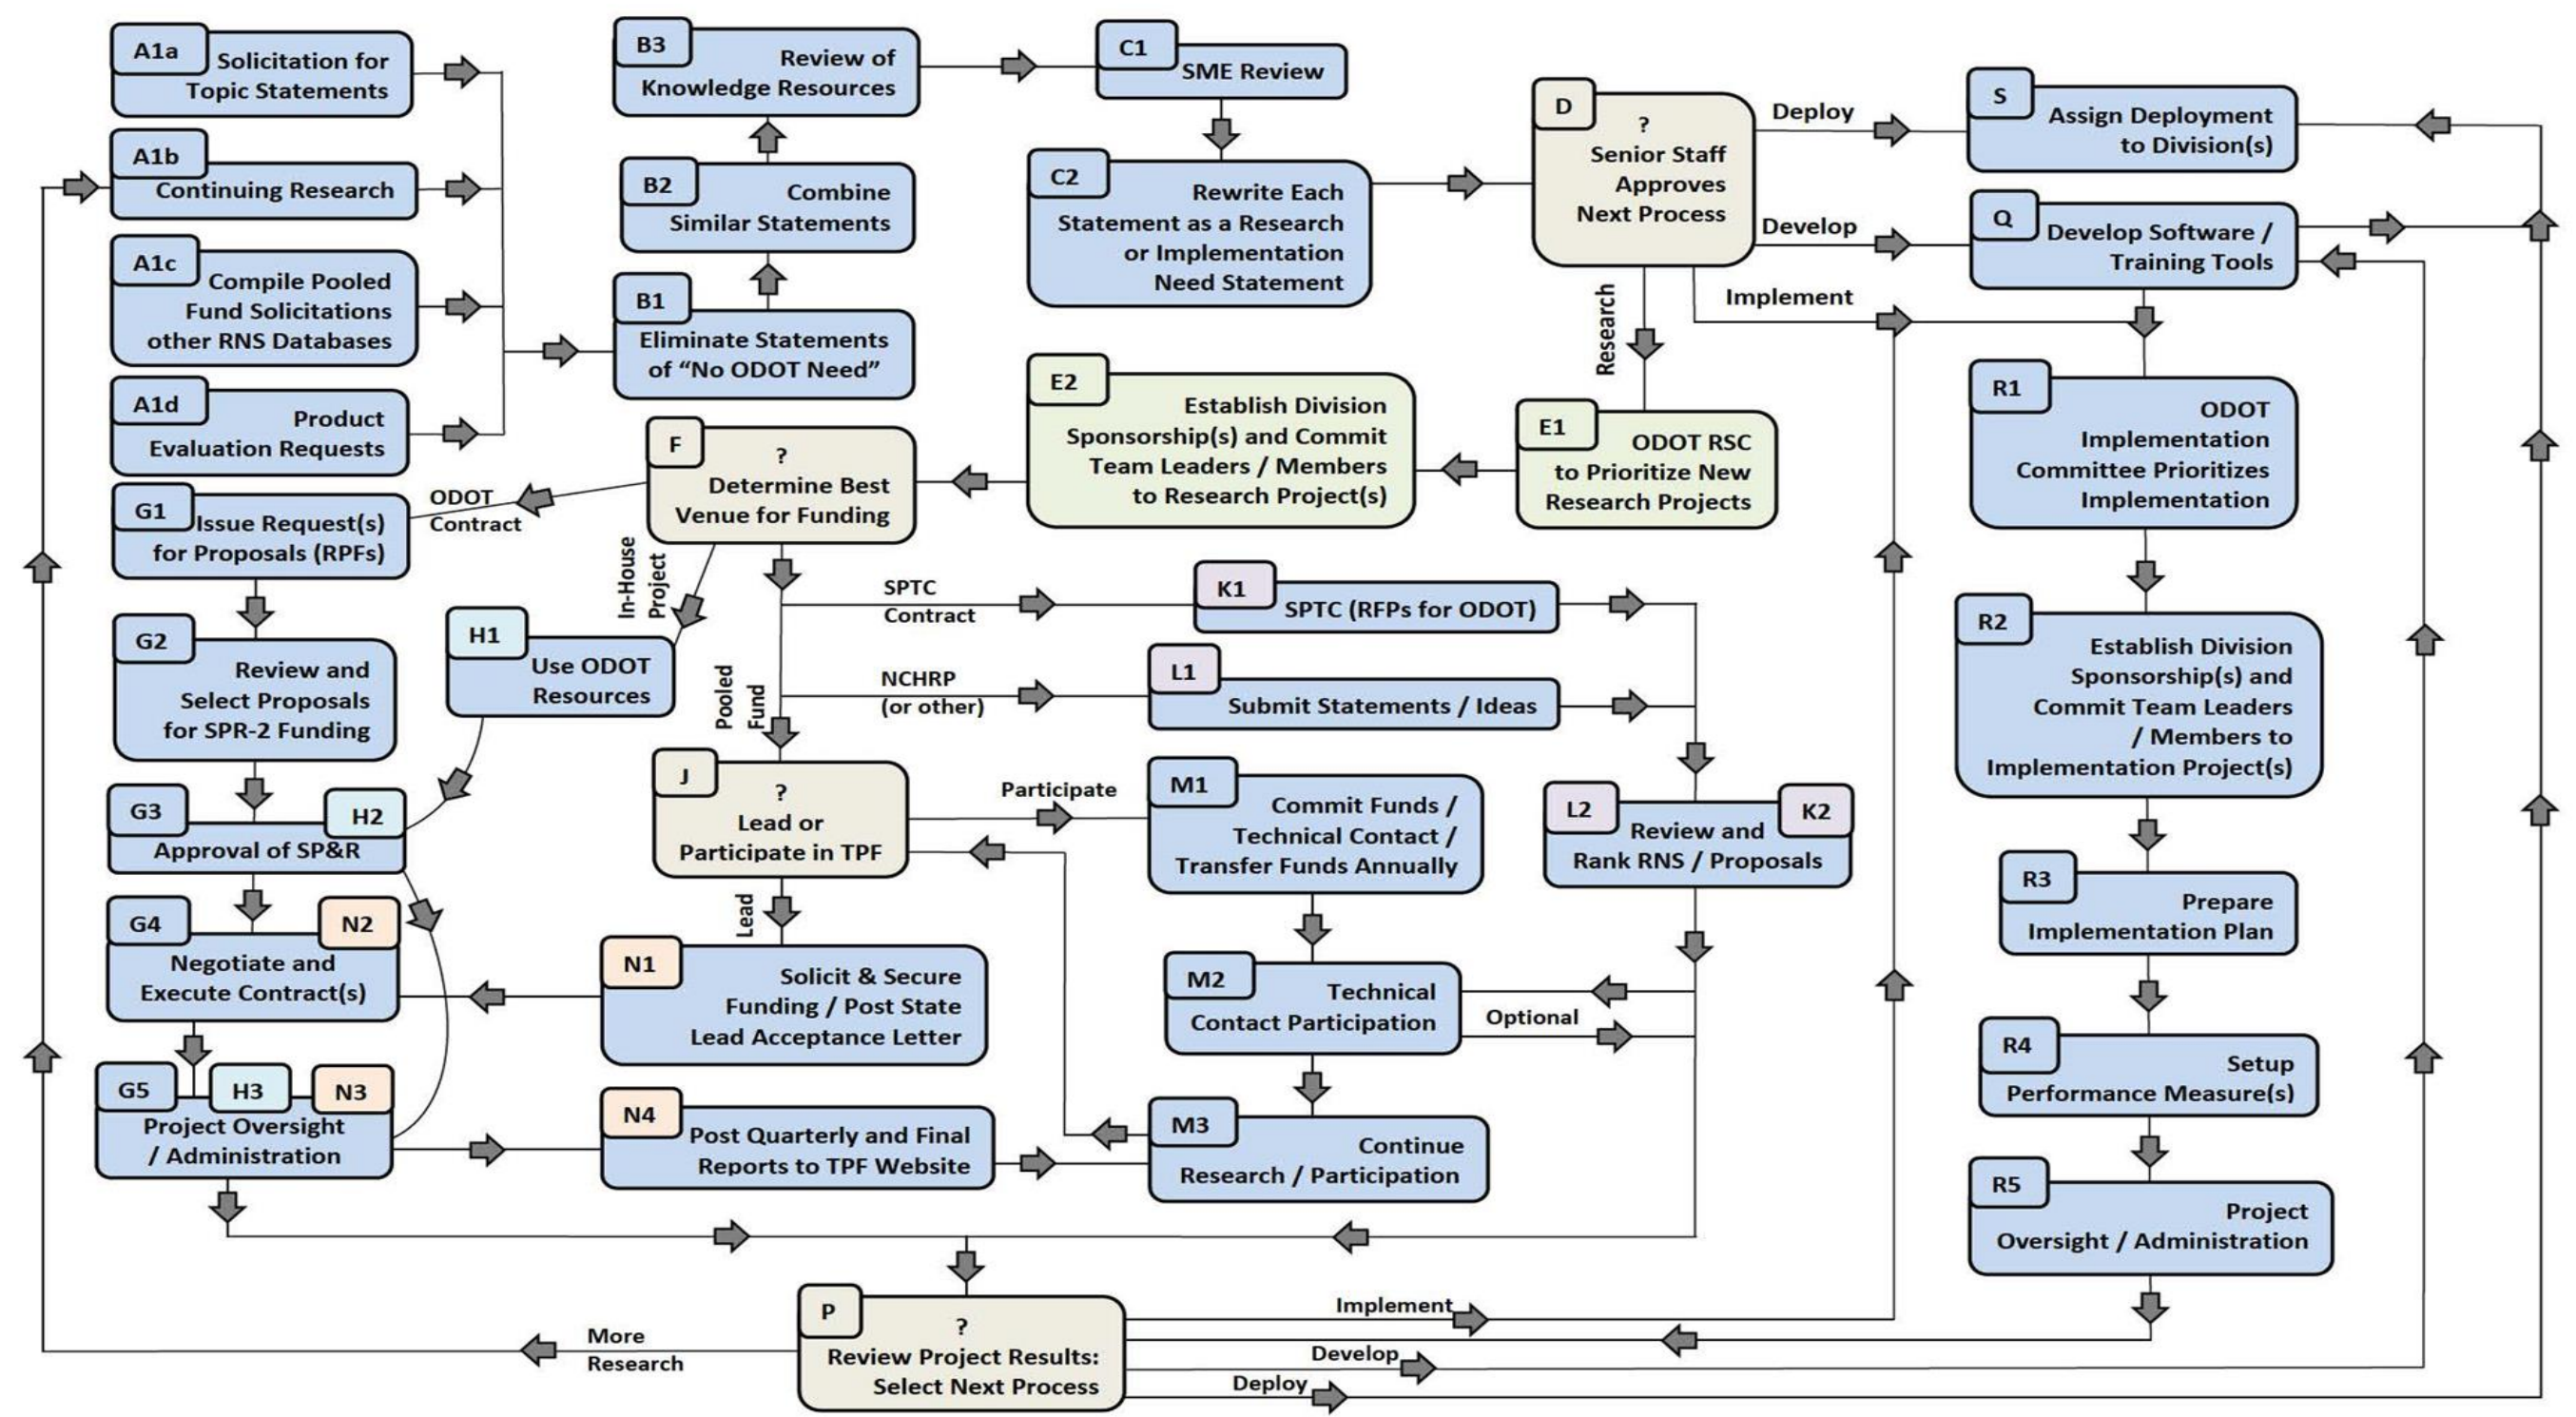 A1a
Solicitation for
Topic Statements
A1b
Continuing Research
A1c
Compile Pooled
Fund Solicitations
other RNS Databases
A1d
Product
Evaluation Requests
B3
Review of
Knowledge Resources
B2
Combine
Similar Statements
B1
Eliminate Statements
of “No ODOT Need”
C1
SME Review
C2
Rewrite Each
Statement as a Research
or Implementation
Need Statement
D
?
Senior Staff
Approves
Next Process
Deploy
Develop
Implement
Research
S
Assign Deployment
to Division(s)
Q
Develop Software /
Training Tools
E1
ODOT RSC
to Prioritize New
Research Projects
E2
Establish Division
Sponsorship(s) and Commit
Team Leaders / Members
to Research Project(s)
F
?
Determine Best
Venue for Funding
ODOT
Contract
In-House
Project
Pooled
Fund
SPTC
Contract
NCHRP
(or other)
G1
Issue Request(s)
for Proposals (RPFs)
G2
Review and
Select Proposals
for SPR-2 Funding
H1
Use ODOT
Resources
G3
H2
Approval of SP&R
G4
N2
Negotiate and
Execute Contract(s)
G5
H3
N3
Project Oversight
/ Administration
K1
SPTC (RFPs for ODOT)
L1
Submit Statements / Ideas
L2
K2
Review and
Rank RNS / Proposals
J
?
Lead or
Participate in TPF
Participate
Lead
M1
Commit Funds /
Technical Contact /
Transfer Funds Annually
M2
Technical
Contact Participation
Optional
M3
Continue
Research / Participation
N1
Solicit & Secure
Funding / Post State
Lead Acceptance Letter
N4
Post Quarterly and Final
Reports to TPF Website
R1
ODOT
Implementation
Committee Prioritizes
Implementation
R2
Establish Division
Sponsorship(s) and
Commit Team Leaders
/ Members to
Implementation Project(s)
R3
Prepare
Implementation Plan
R4
Setup
Performance Measure(s)
R5
Project
Oversight / Administration
P
?
Review Project Results:
Select Next Process
More
Research
Implement
Develop
Deploy